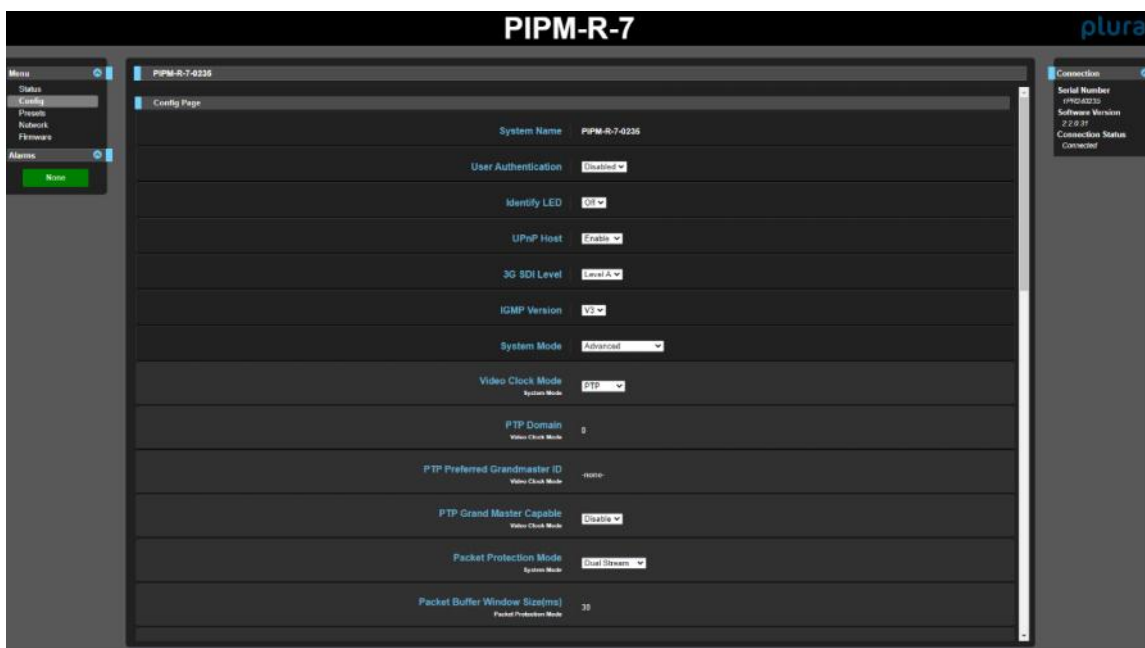 PIPM-R-7
plura
Menu
Status
Config
Presets
Network
Firmware
Alarms
None
PIPM-R-7-0235
Config Page
System Name PIPM-R-7-0235
User Authentication Disabled
Identify LED Off
UPnP Host Enable
3G SDI Level Level A
IGMP Version V3
System Mode Advanced
Video Clock Mode PTP
System Mode
PTP Domain 0
Video Clock Mode
PTP Preferred Grandmaster ID -none-
Video Clock Mode
PTP Grand Master Capable Disable
Video Clock Mode
Packet Protection Mode Dual Stream
System Mode
Packet Buffer Window Size(ms)
Packet Protection Mode
Connection
Serial Number
Software Version
2.2.0.31
Connection Status
Connected